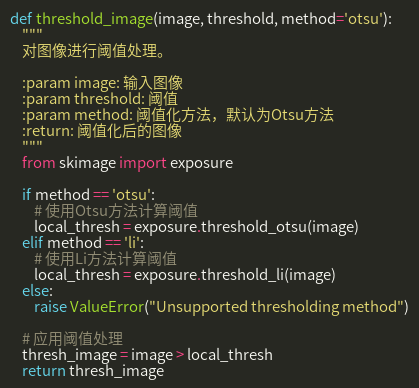 def threshold_image(image, threshold, method='otsu'):
"""
对图像进行阈值处理。
:param image: 输入图像
:param threshold: 阈值
:param method: 阈值化方法，默认为Otsu方法
:return: 阈值化后的图像
"""
from skimage import exposure
if method == 'otsu':
# 使用Otsu方法计算阈值
local_thresh = exposure.threshold_otsu(image)
elif method == 'li':
# 使用Li方法计算阈值
local_thresh = exposure.threshold_li(image)
else:
raise ValueError("Unsupported thresholding method")
# 应用阈值处理
thresh_image = image > local_thresh
return thresh_image